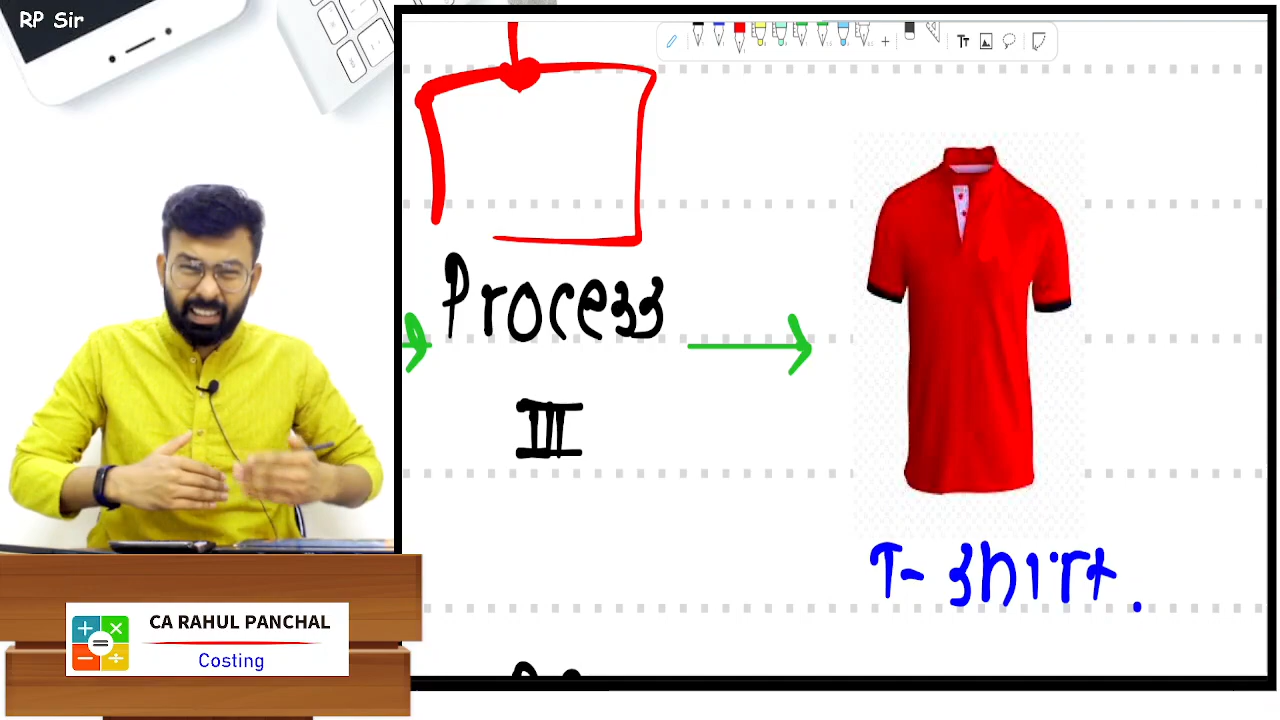 RP Sir
Process
III
T-shirt.
CA RAHUL PANCHAL
Costing